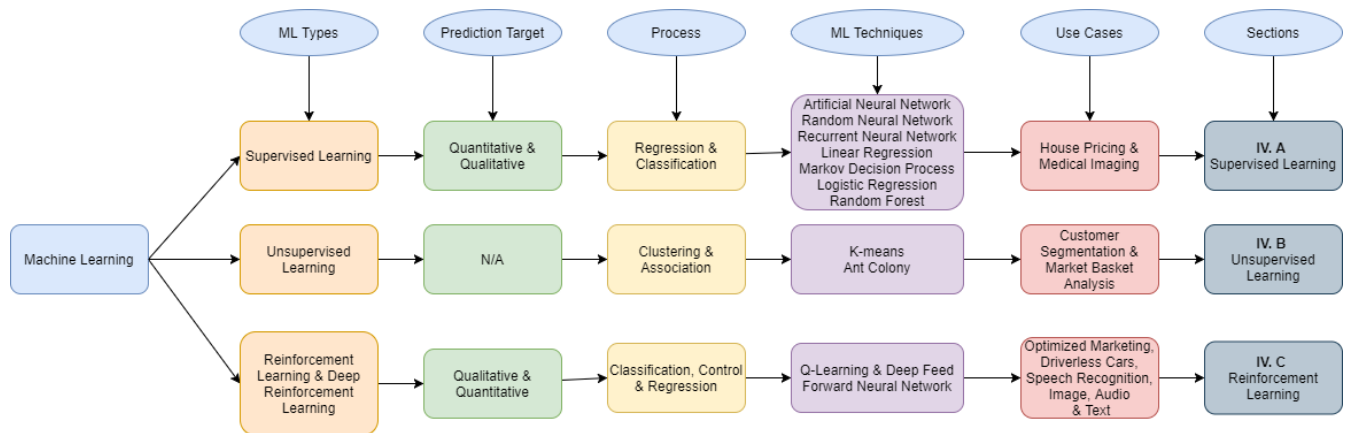 ML Types
Prediction Target
Process
ML Techniques
Use Cases
Sections
Supervised Learning
Quantitative &
Qualitative
Regression &
Classification
Artificial Neural Network
Random Neural Network
Recurrent Neural Network
Linear Regression
Markov Decision Process
Logistic Regression
Random Forest
House Pricing &
Medical Imaging
IV. A
Supervised Learning
Machine Learning
Unsupervised
Learning
N/A
Clustering &
Association
K-means
Ant Colony
Customer
Segmentation &
Market Basket
Analysis
IV. B
Unsupervised
Learning
Reinforcement
Learning & Deep
Reinforcement
Learning
Qualitative &
Quantitative
Classification, Control
& Regression
Q-Learning & Deep Feed
Forward Neural Network
Optimized Marketing,
Driverless Cars,
Speech Recognition,
Image, Audio
& Text
IV. C
Reinforcement
Learning